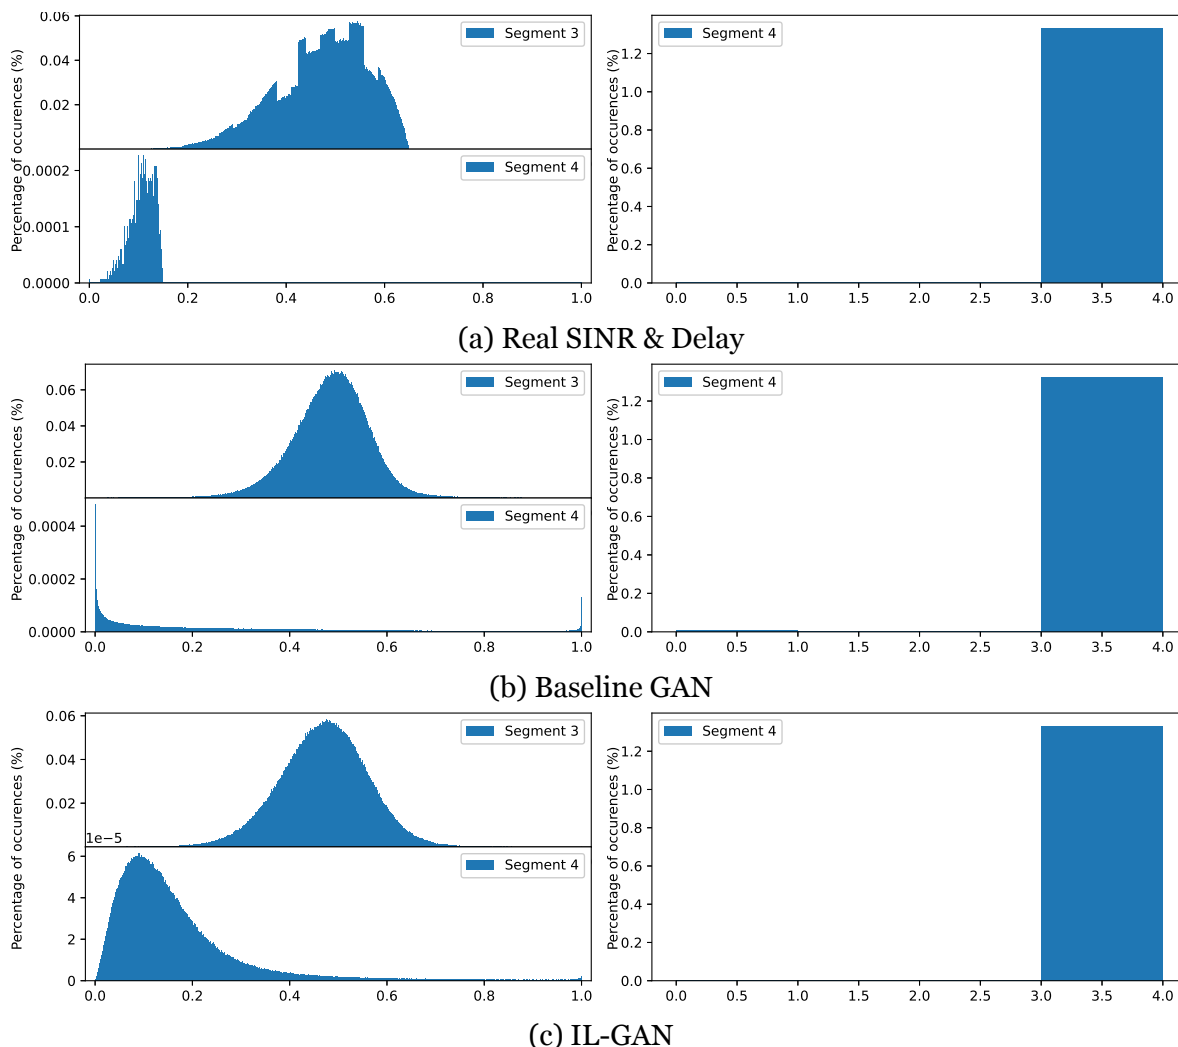 Percentage of occurences (%)
0.06
0.04
0.02
Segment 3
0.0002
0.0001
0.0000
Segment 4
0.0 0.2 0.4 0.6 0.8 1.0
Percentage of occurences (%)
1.2
1.0
0.8
0.6
0.4
0.2
0.0
Segment 4
0.0 0.5 1.0 1.5 2.0 2.5 3.0 3.5 4.0
(a) Real SINR & Delay
Percentage of occurences (%)
0.06
0.04
0.02
Segment 3
0.0004
0.0002
0.0000
Segment 4
0.0 0.2 0.4 0.6 0.8 1.0
Percentage of occurences (%)
1.2
1.0
0.8
0.6
0.4
0.2
0.0
Segment 4
0.0 0.5 1.0 1.5 2.0 2.5 3.0 3.5 4.0
(b) Baseline GAN
Percentage of occurences (%)
0.06
0.04
0.02
Segment 3
1e−5
6
4
2
0
Segment 4
0.0 0.2 0.4 0.6 0.8 1.0
Percentage of occurences (%)
1.2
1.0
0.8
0.6
0.4
0.2
0.0
Segment 4
0.0 0.5 1.0 1.5 2.0 2.5 3.0 3.5 4.0
(c) IL-GAN